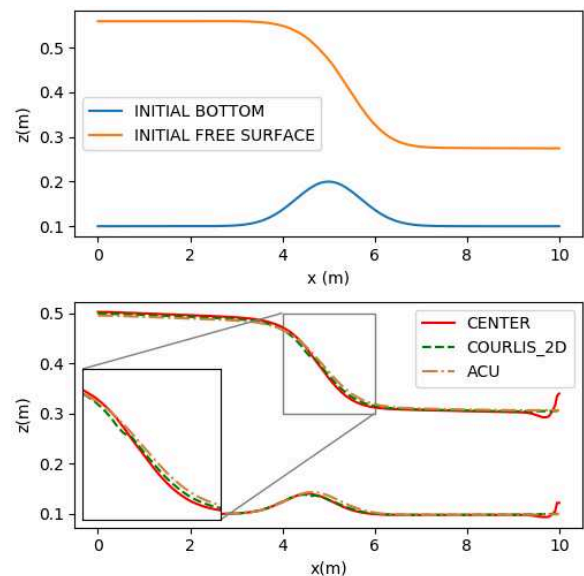 0.5
0.4
0.3
0.2
0.1
z(m)
INITIAL BOTTOM
INITIAL FREE SURFACE
0 2 4 6 8 10
x (m)
0.5
0.4
0.3
0.2
0.1
z(m)
CENTER
COURLIS_2D
ACU
0 2 4 6 8 10
x(m)